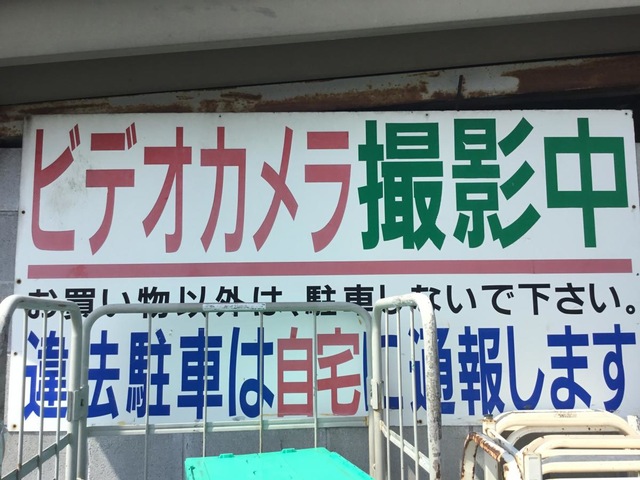 ビデオカメラ撮影中
お買い物以外は、駐車しないで下さい。
違法駐車は自宅に通報します